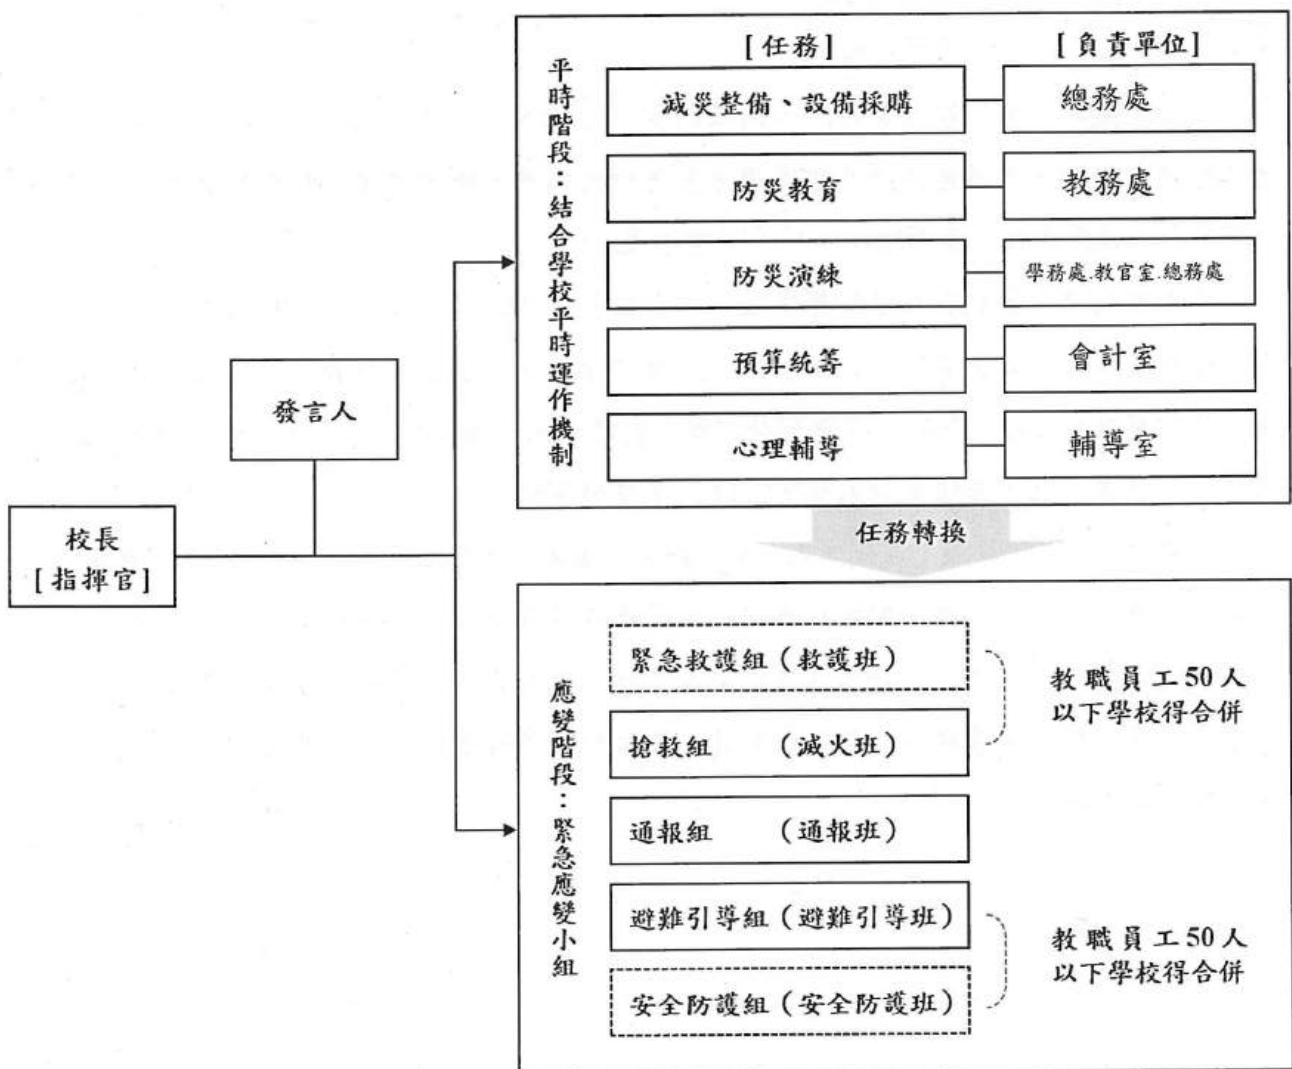 [任務]
[負責單位]
平時階段：結合學校平時運作機制
減災整備、設備採購
總務處
防災教育
教務處
防災演練
學務處.教官室.總務處
預算統籌
會計室
心理輔導
輔導室
發言人
校長
[指揮官]
任務轉換
應變階段：緊急應變小組
緊急救護組（救護班）
搶救組　　（滅火班）
通報組　　（通報班）
避難引導組（避難引導班）
安全防護組（安全防護班）
教職員工50人
以下學校得合併
教職員工50人
以下學校得合併